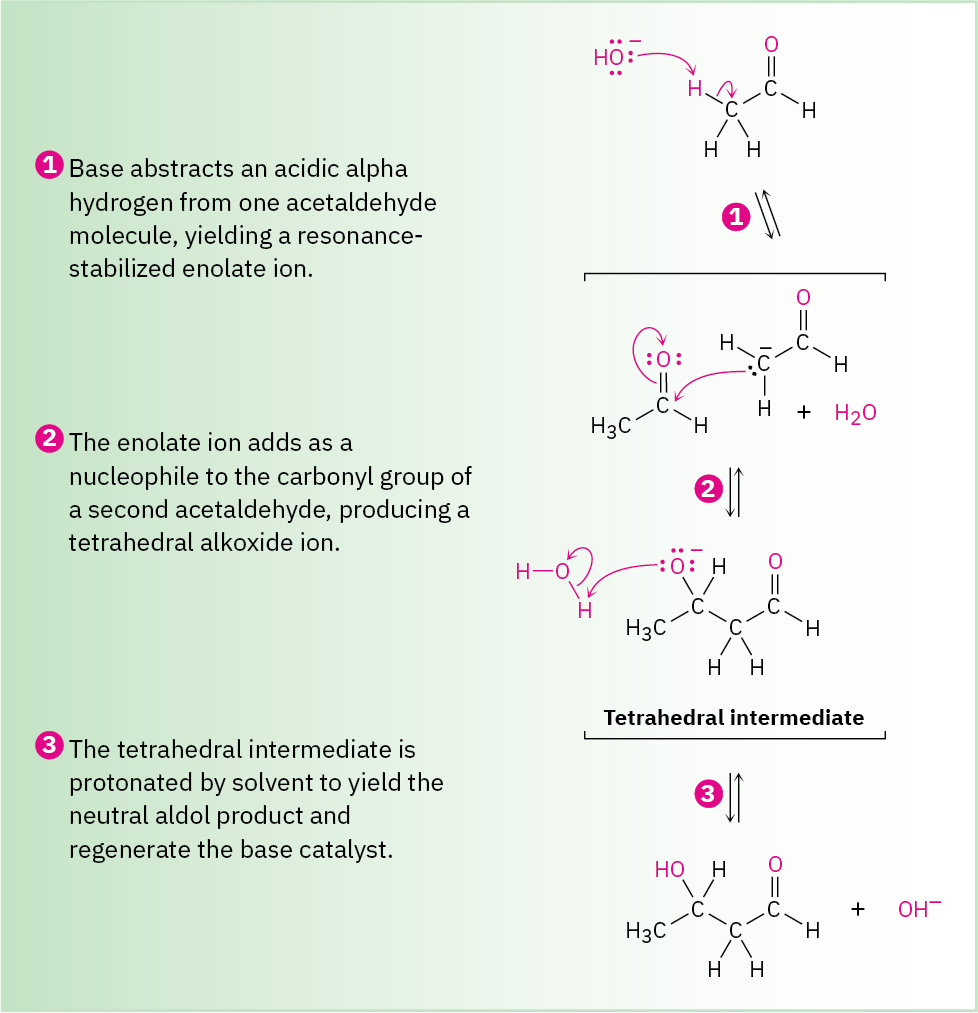 HO:−
O
H
C
C
H
H
H
1 Base abstracts an acidic alpha
hydrogen from one acetaldehyde
molecule, yielding a resonance-
stabilized enolate ion.
1
O
H
C
−
:C
H
:O:
H
+ H2O
C
H3C
H
2 The enolate ion adds as a
nucleophile to the carbonyl group of
a second acetaldehyde, producing a
tetrahedral alkoxide ion.
2
H—O
H
:O:−
H
O
C
C
H3C
C
H
H
H
Tetrahedral intermediate
3 The tetrahedral intermediate is
protonated by solvent to yield the
neutral aldol product and
regenerate the base catalyst.
3
HO
H
O
C
C
H3C
C
H
H
H
+ OH−